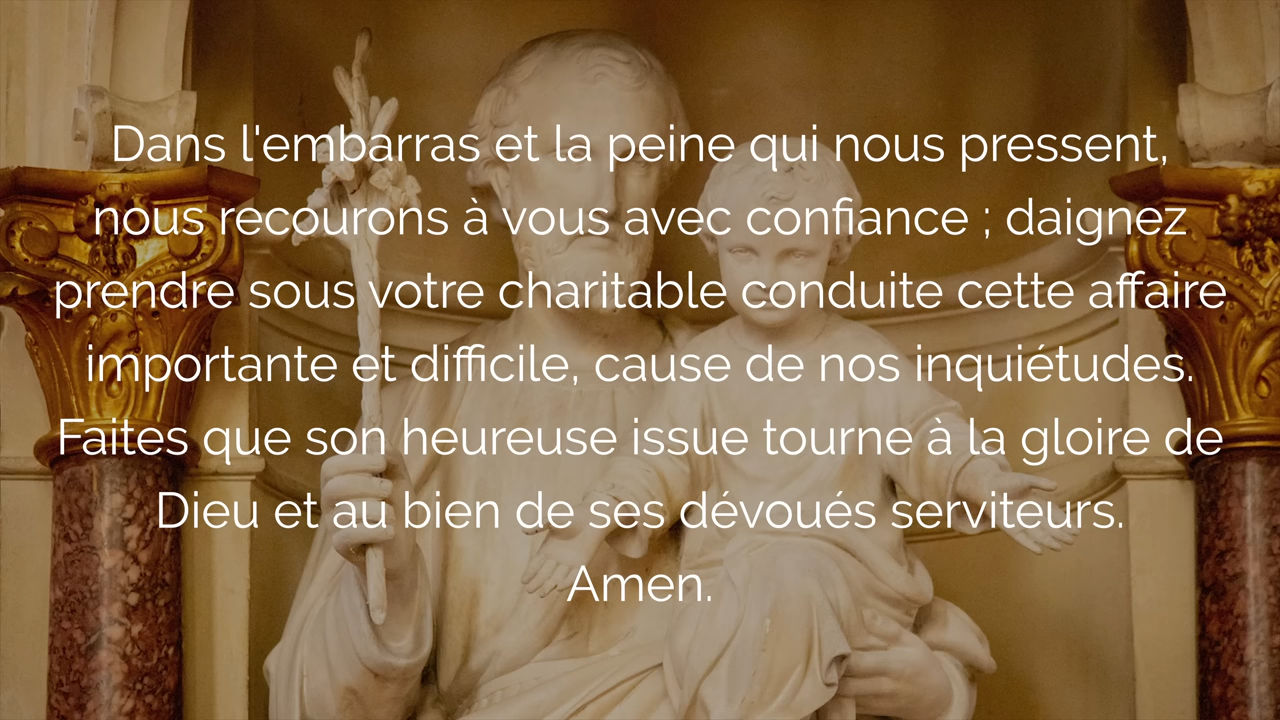 Dans l'embarras et la peine qui nous pressent,
nous recourons à vous avec confiance ; daignez
prendre sous votre charitable conduite cette affaire
importante et difficile, cause de nos inquiétudes.
Faites que son heureuse issue tourne à la gloire de
Dieu et au bien de ses dévoués serviteurs.
Amen.